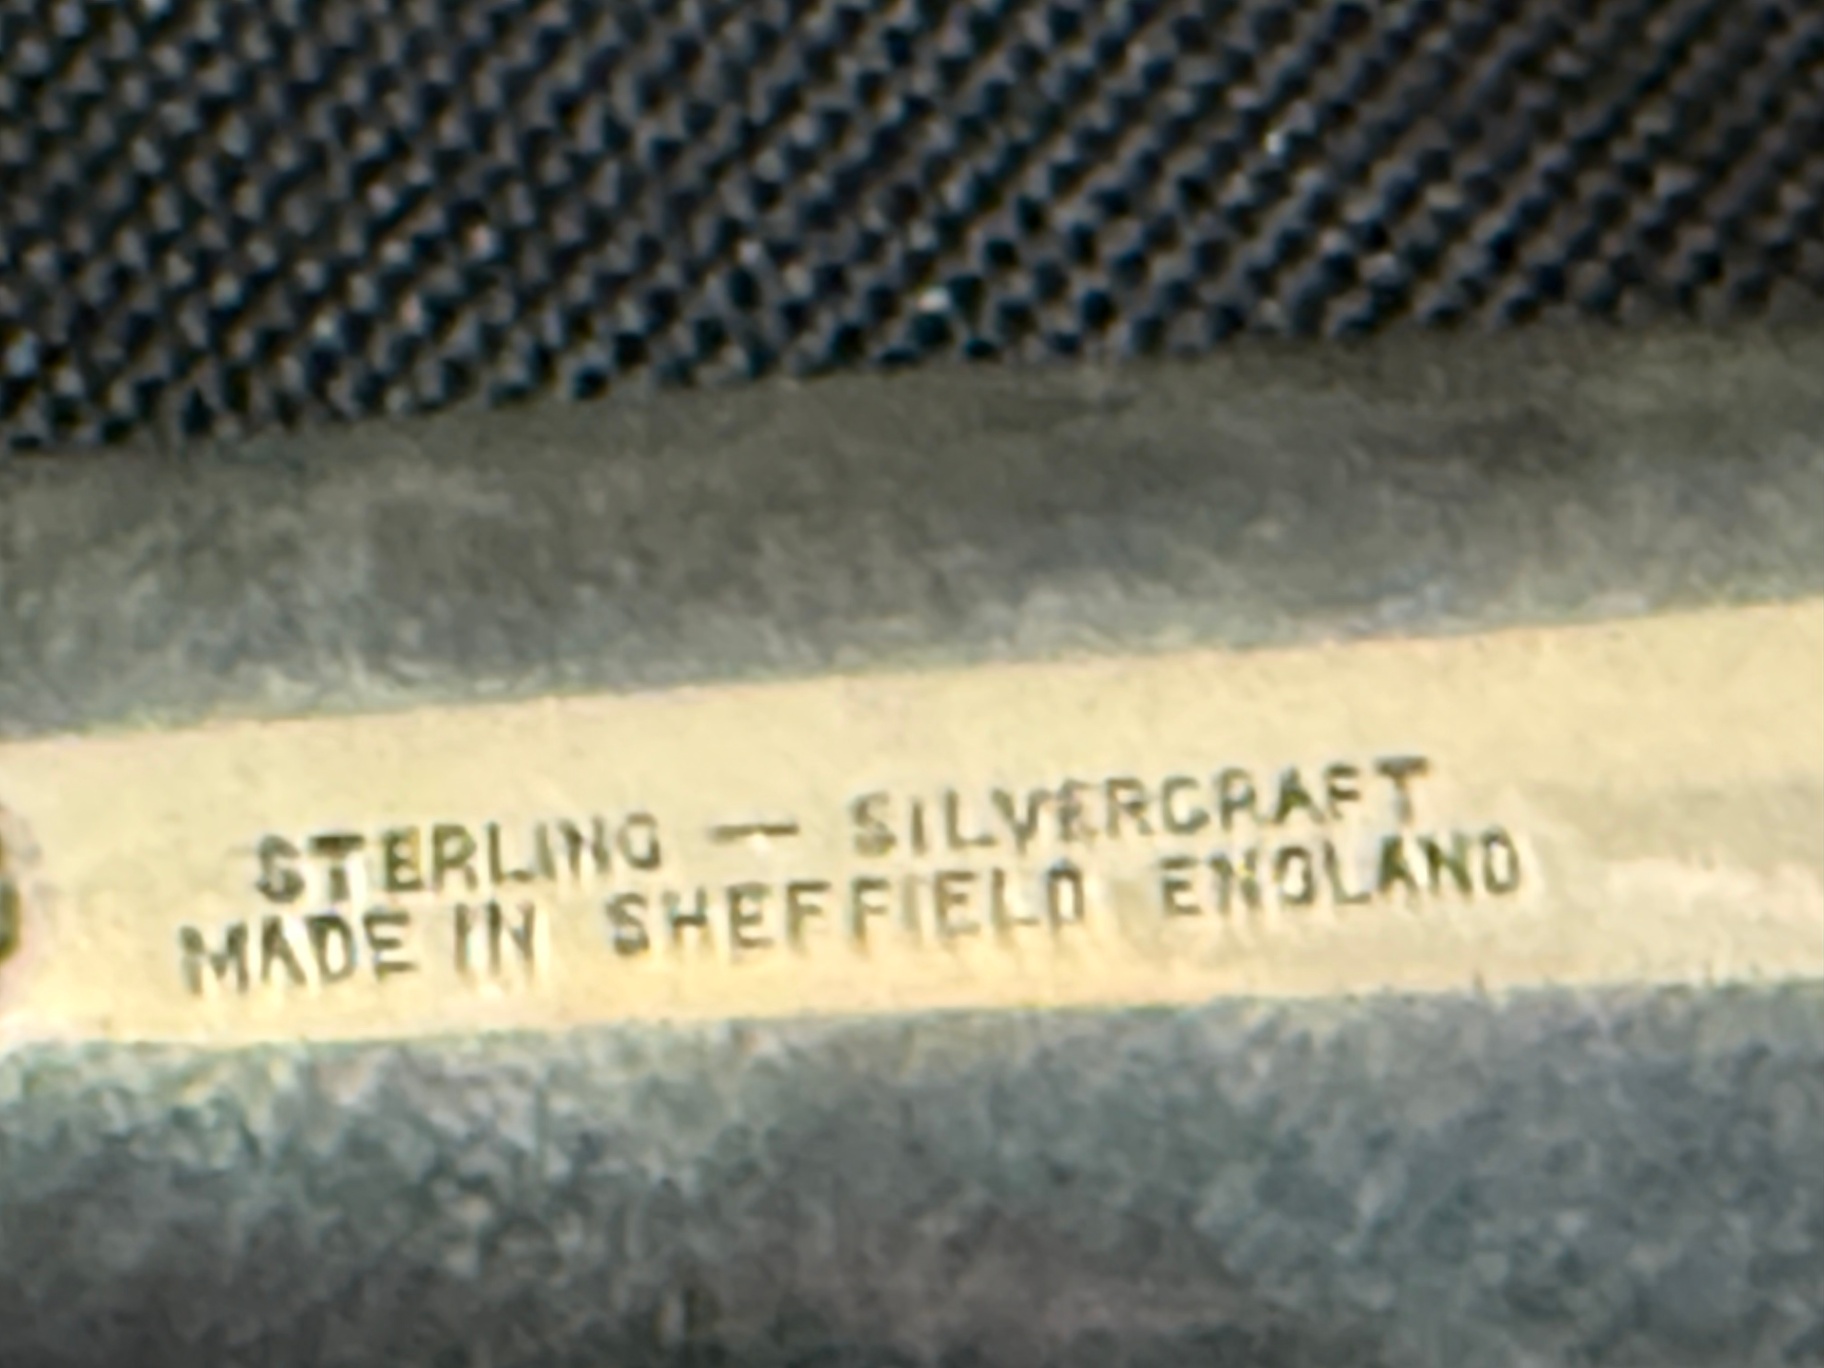 STERLING — SILVERCRAFT
MADE IN SHEFFIELD ENGLAND